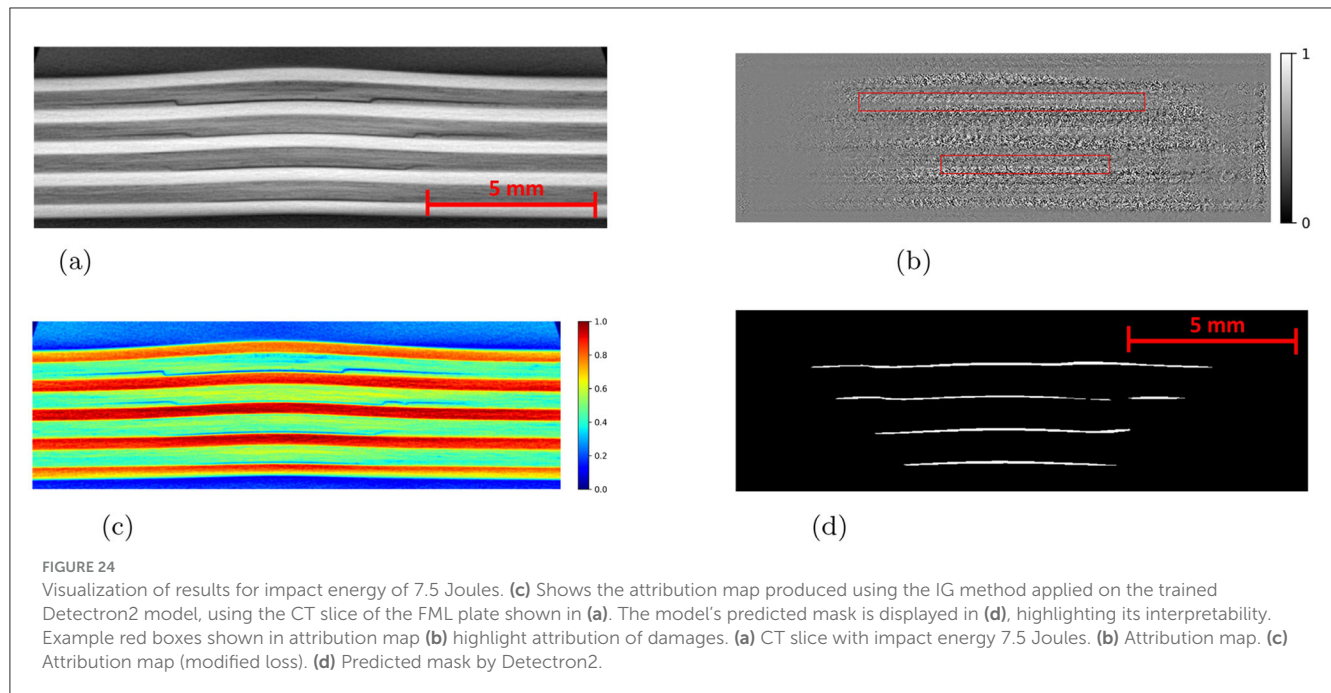 5 mm
(a)
1
0
(b)
1.0
0.8
0.6
0.4
0.2
0.0
(c)
5 mm
(d)
FIGURE 24
Visualization of results for impact energy of 7.5 Joules. (c) Shows the attribution map produced using the IG method applied on the trained
Detectron2 model, using the CT slice of the FML plate shown in (a). The model's predicted mask is displayed in (d), highlighting its interpretability.
Example red boxes shown in attribution map (b) highlight attribution of damages. (a) CT slice with impact energy 7.5 Joules. (b) Attribution map. (c)
Attribution map (modified loss). (d) Predicted mask by Detectron2.